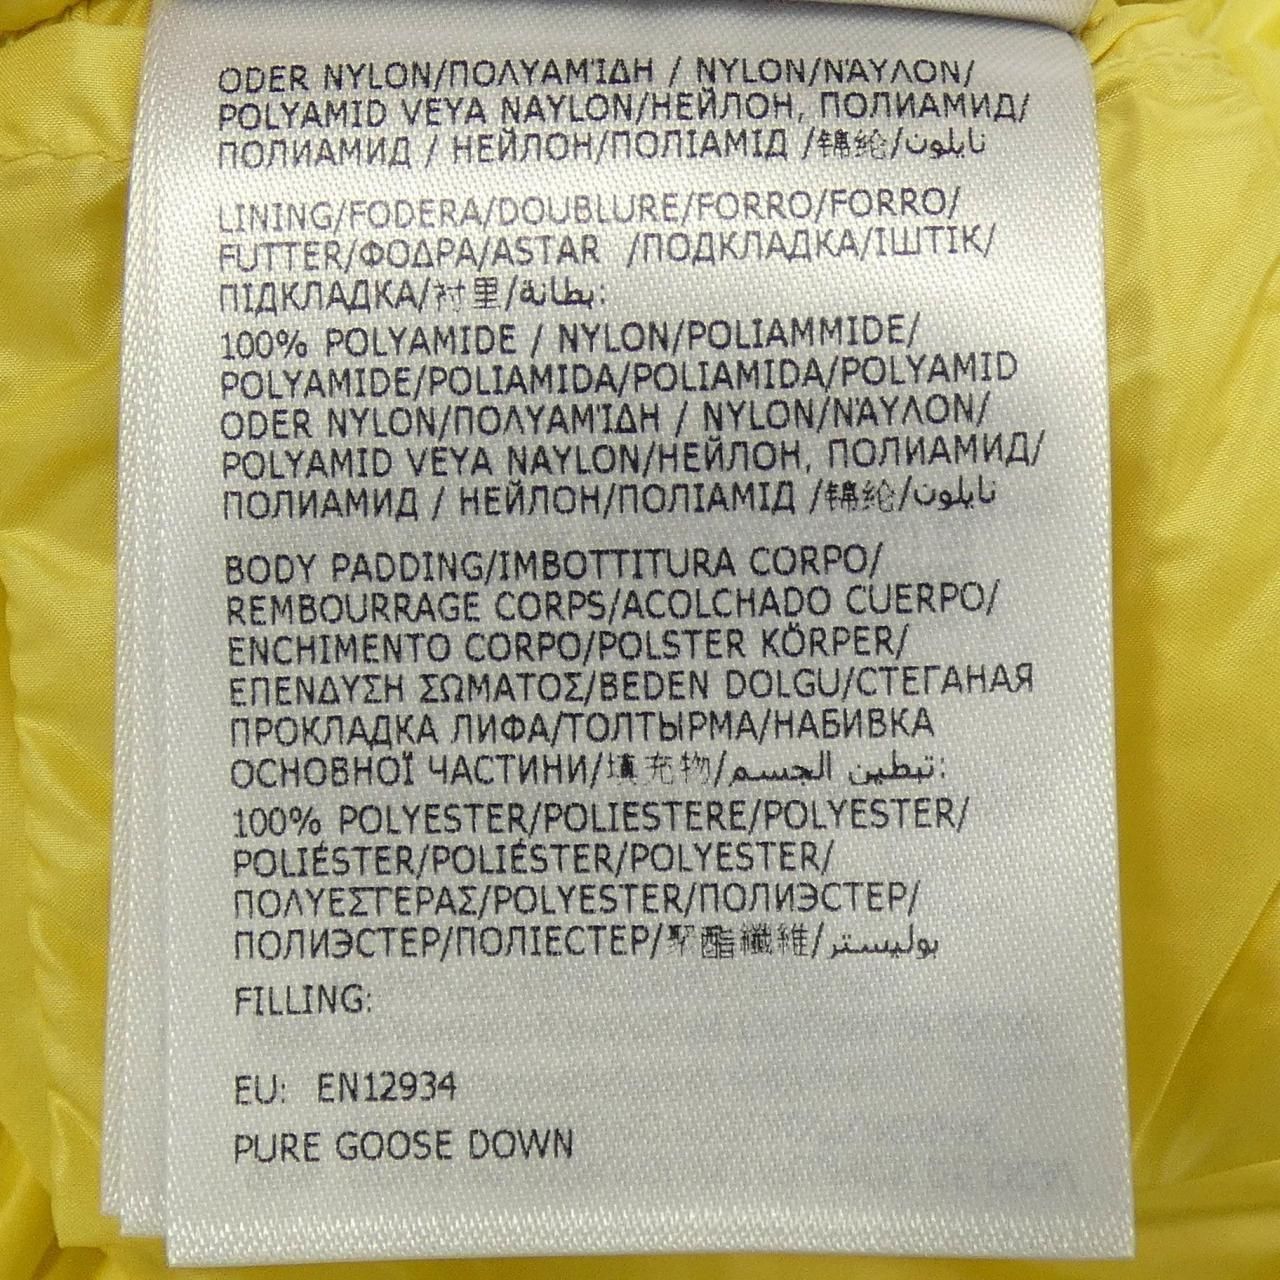 ODER NYLON/ΠΟΛΥΑΜΊΔΗ / NYLON/ΝΆΥΛΟΝ/
POLYAMID VEYA NAYLON/НЕЙЛОН, ПОЛИАМИД/
ПОЛИАМИД / НЕЙЛОН/ПОЛІАМІД /锦纶/نايلون
LINING/FODERA/DOUBLURE/FORRO/FORRO/
FUTTER/ΦΟΔΡΑ/ASTAR /ПОДКЛАДКА/ІШТІК/
ПІДКЛАДКА/衬里/بطانة:
100% POLYAMIDE / NYLON/POLIAMMIDE/
POLYAMIDE/POLIAMIDA/POLIAMIDA/POLYAMID
ODER NYLON/ΠΟΛΥΑΜΊΔΗ / NYLON/ΝΆΥΛΟΝ/
POLYAMID VEYA NAYLON/НЕЙЛОН, ПОЛИАМИД/
ПОЛИАМИД / НЕЙЛОН/ПОЛІАМІД /锦纶/نايلون
BODY PADDING/IMBOTTITURA CORPO/
REMBOURRAGE CORPS/ACOLCHADO CUERPO/
ENCHIMENTO CORPO/POLSTER KÖRPER/
ΕΠΕΝΔΥΣΗ ΣΩΜΑΤΟΣ/BEDEN DOLGU/СТЕГАНАЯ
ПРОКЛАДКА ЛИФА/ТОЛТЫРМА/НАБИВКА
ОСНОВНОЇ ЧАСТИНИ/填充物/تبطين الجسم:
100% POLYESTER/POLIESTERE/POLYESTER/
POLIÉSTER/POLIÉSTER/POLYESTER/
ΠΟΛΥΕΣΤΕΡΑΣ/POLYESTER/ПОЛИЭСТЕР/
ПОЛИЭСТЕР/ПОЛІЕСТЕР/聚酯纖維/بوليستر
FILLING:
EU: EN12934
PURE GOOSE DOWN